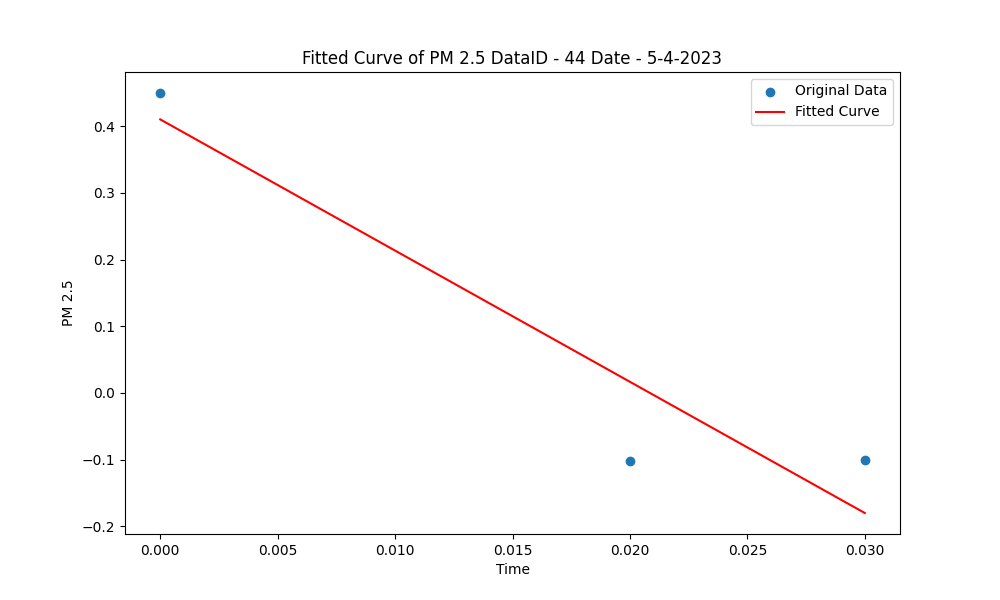 Fitted Curve of PM 2.5 DataID - 44 Date - 5-4-2023
Original Data
Fitted Curve
0.4
0.3
0.2
0.1
0.0
−0.1
−0.2
PM 2.5
0.000 0.005 0.010 0.015 0.020 0.025 0.030
Time